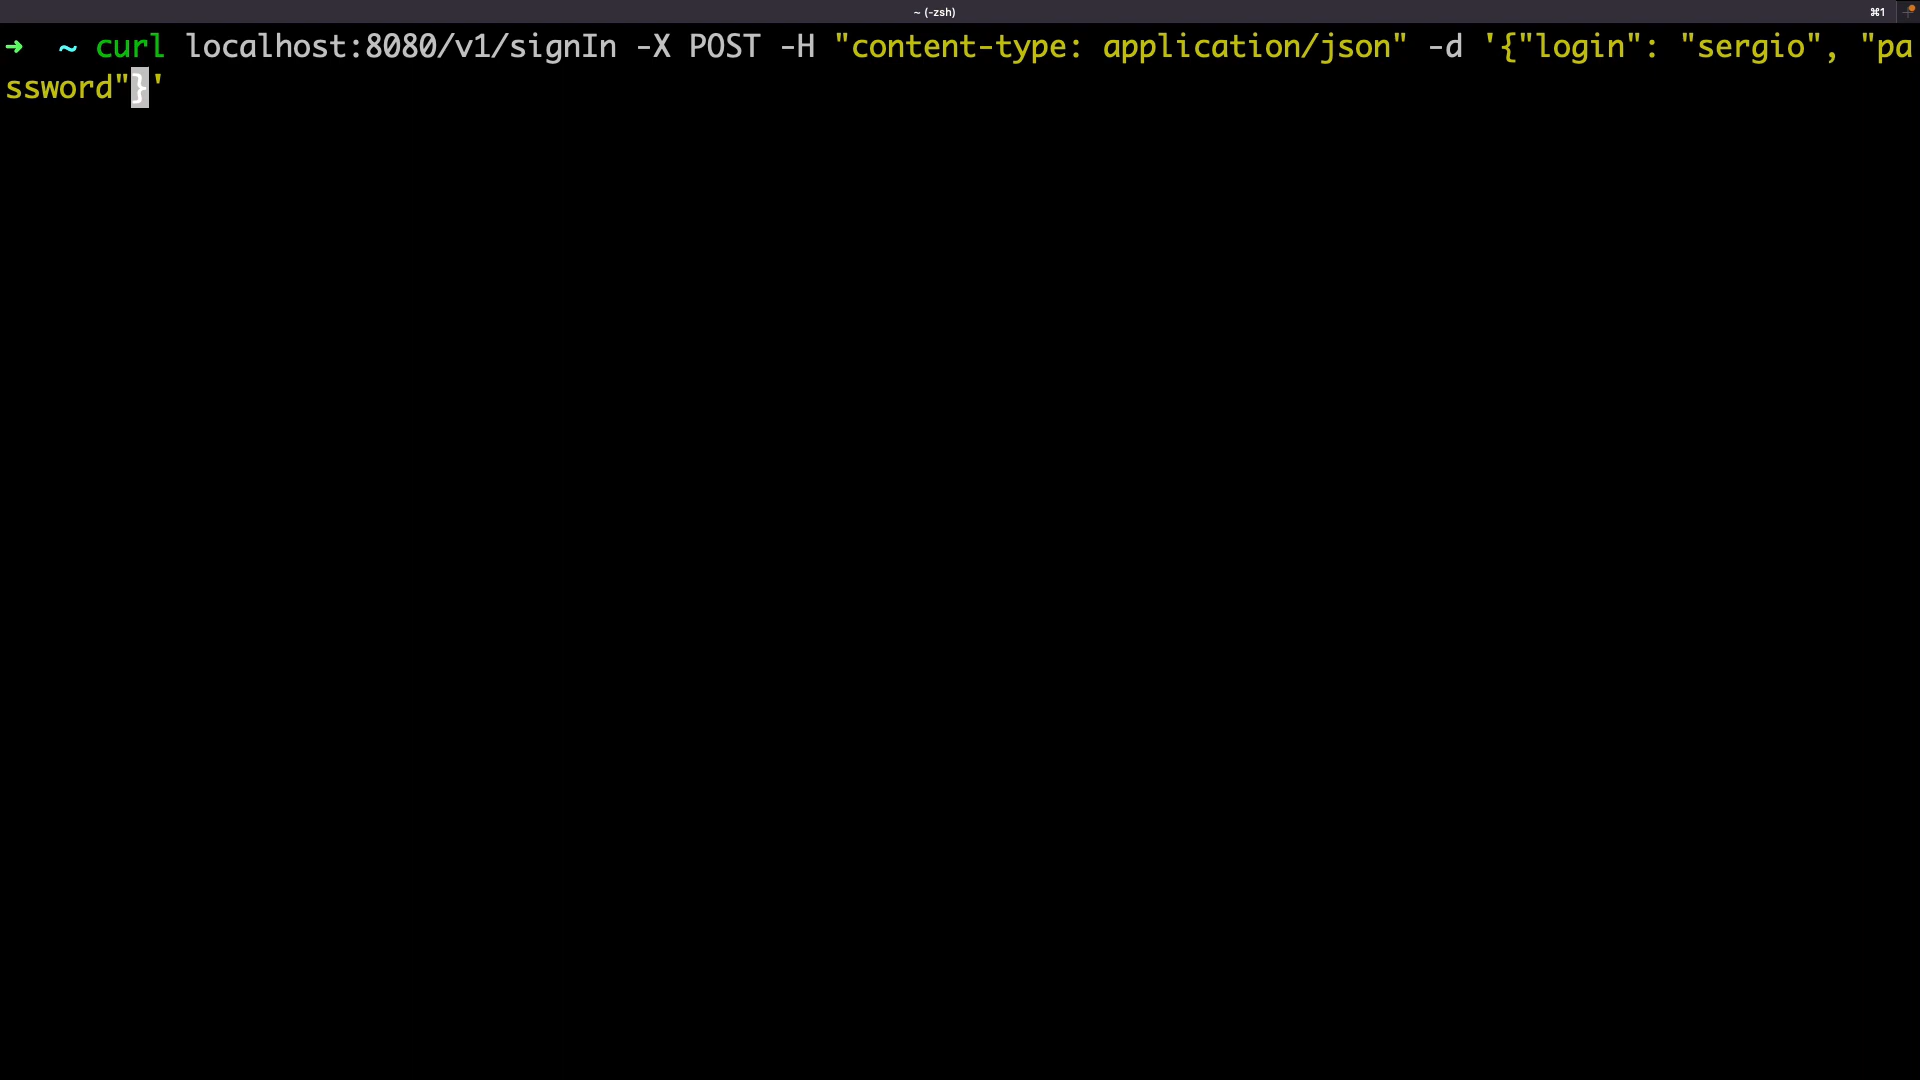 ~ (-zsh)
⌘1
➜  ~ curl localhost:8080/v1/signIn -X POST -H "content-type: application/json" -d '{"login": "sergio", "pa
ssword"}'